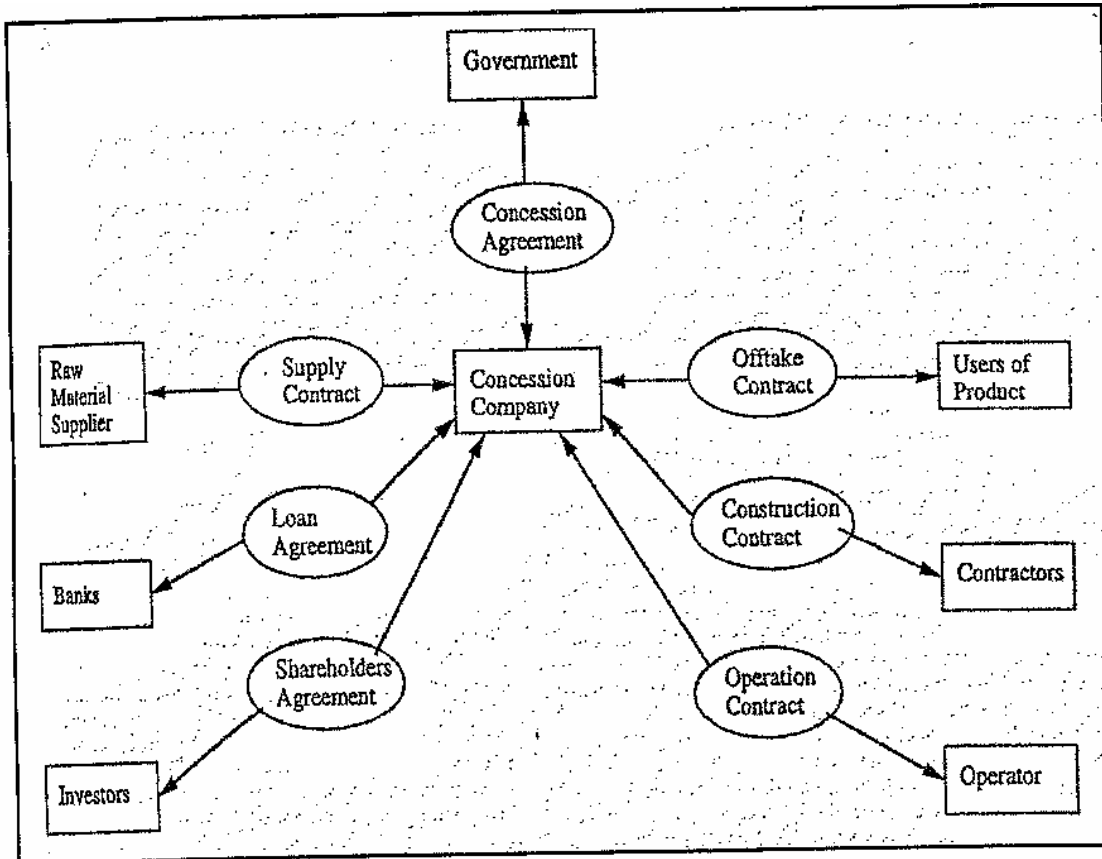 Government
Concession
Agreement
Raw
Material
Supplier
Supply
Contract
Concession
Company
Offtake
Contract
Users of
Product
Loan
Agreement
Construction
Contract
Banks
Contractors
Shareholders
Agreement
Operation
Contract
Investors
Operator